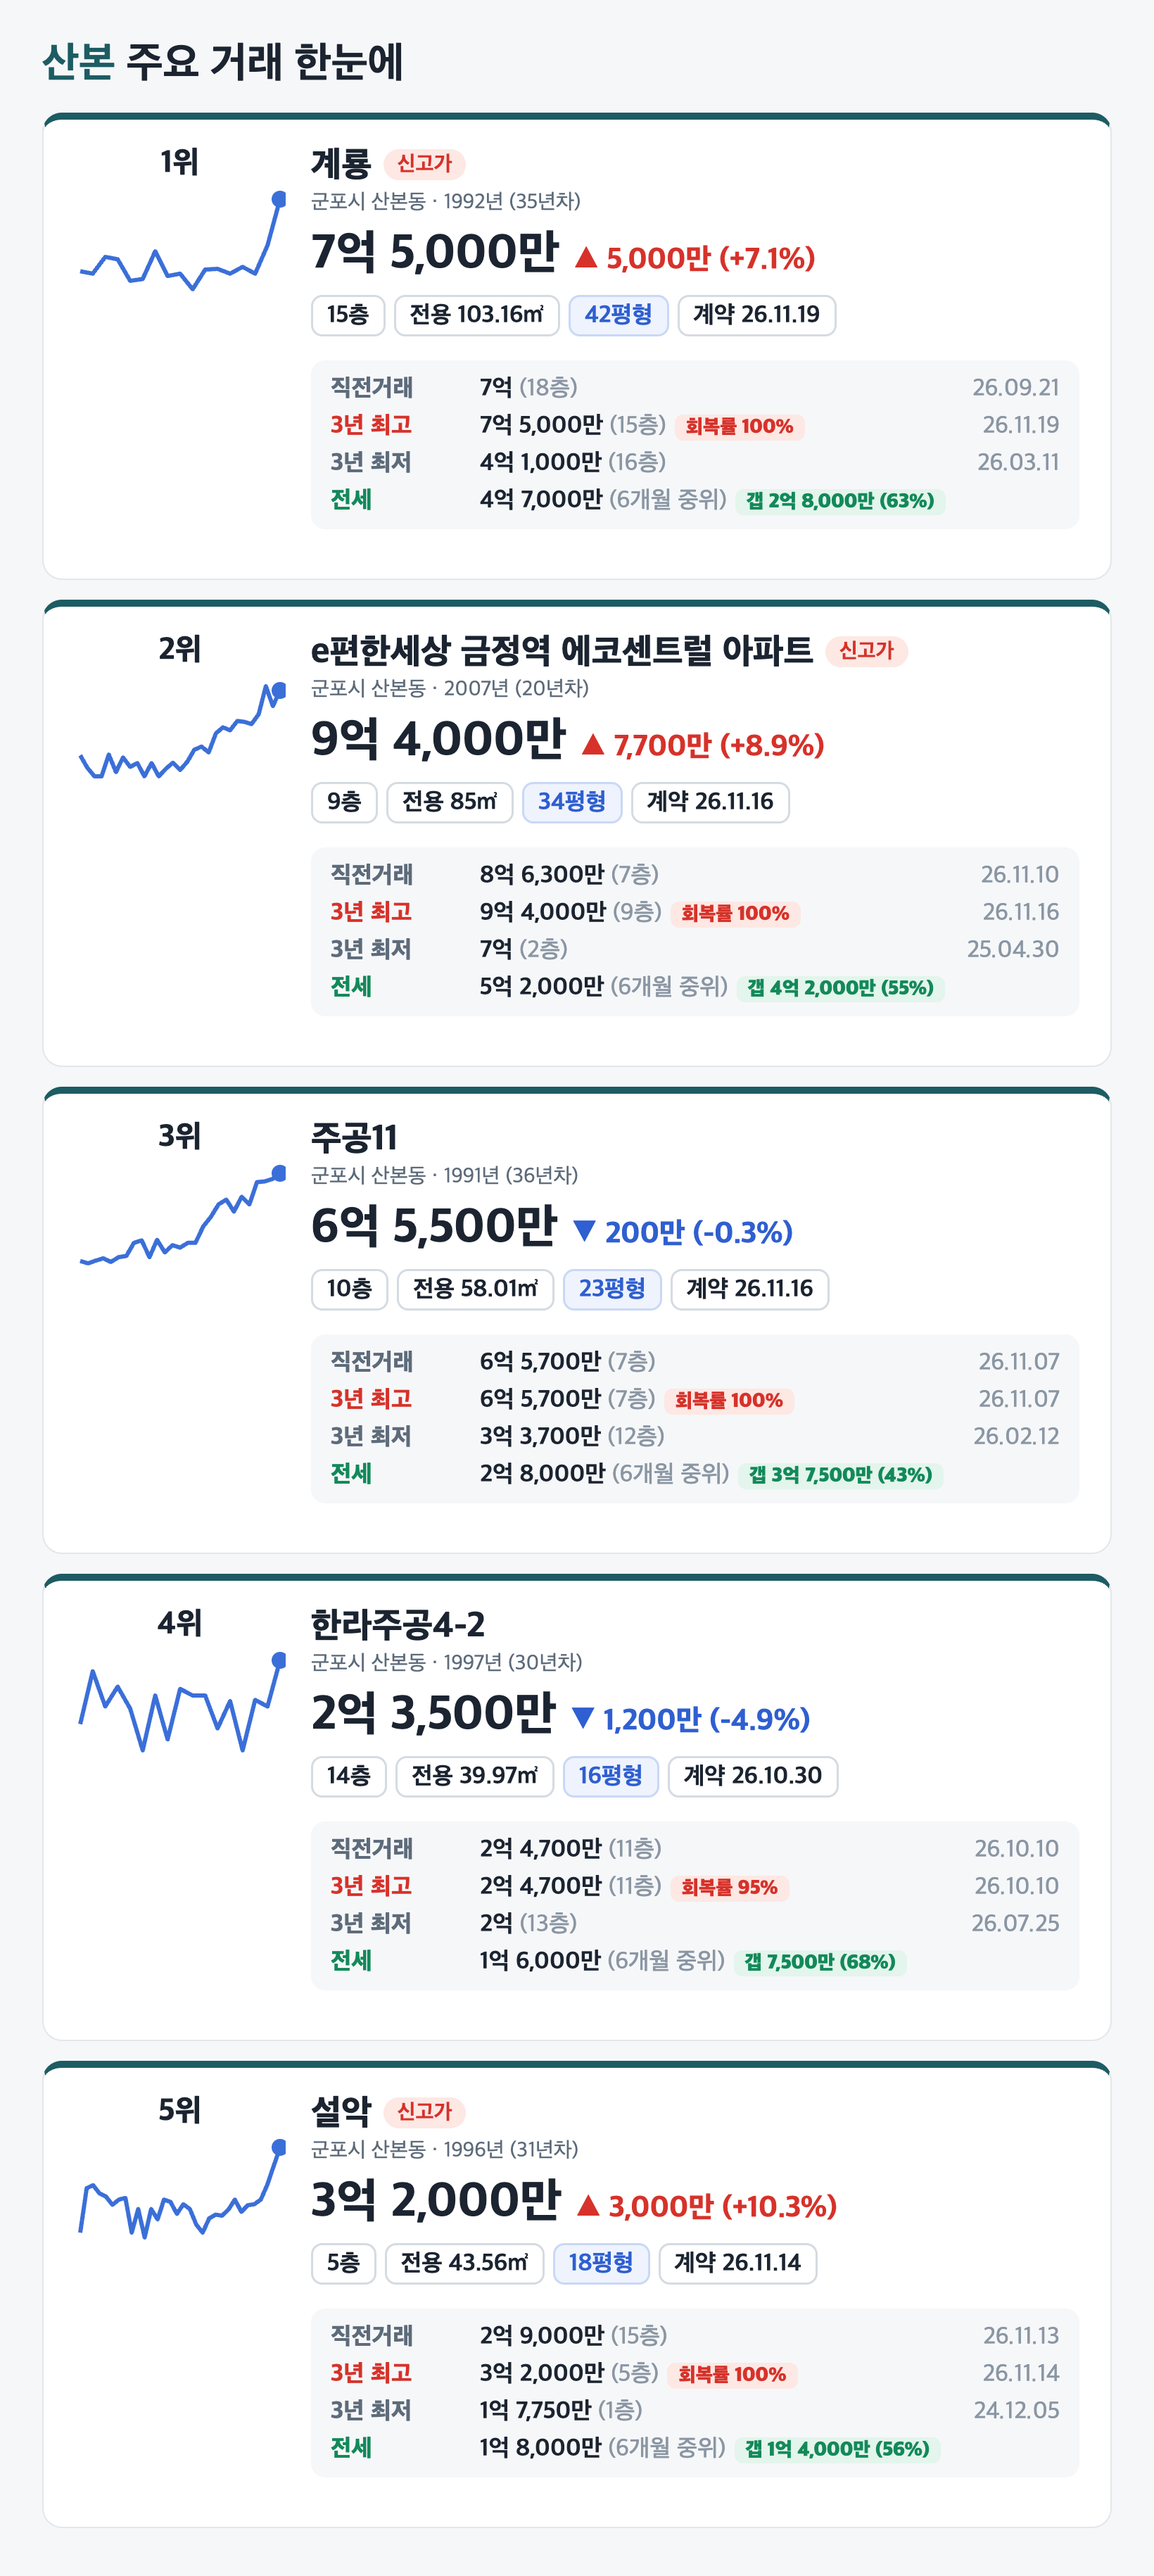 산본 주요 거래 한눈에
1위
계룡 신고가
군포시 산본동 · 1992년 (35년차)
7억 5,000만 ▲ 5,000만 (+7.1%)
15층 전용 103.16㎡ 42평형 계약 26.11.19
직전거래 7억 (18층) 26.09.21
3년 최고 7억 5,000만 (15층) 회복률 100% 26.11.19
3년 최저 4억 1,000만 (16층) 26.03.11
전세 4억 7,000만 (6개월 중위) 갭 2억 8,000만 (63%)
2위
e편한세상 금정역 에코센트럴 아파트 신고가
군포시 산본동 · 2007년 (20년차)
9억 4,000만 ▲ 7,700만 (+8.9%)
9층 전용 85㎡ 34평형 계약 26.11.16
직전거래 8억 6,300만 (7층) 26.11.10
3년 최고 9억 4,000만 (9층) 회복률 100% 26.11.16
3년 최저 7억 (2층) 25.04.30
전세 5억 2,000만 (6개월 중위) 갭 4억 2,000만 (55%)
3위
주공11
군포시 산본동 · 1991년 (36년차)
6억 5,500만 ▼ 200만 (-0.3%)
10층 전용 58.01㎡ 23평형 계약 26.11.16
직전거래 6억 5,700만 (7층) 26.11.07
3년 최고 6억 5,700만 (7층) 회복률 100% 26.11.07
3년 최저 3억 3,700만 (12층) 26.02.12
전세 2억 8,000만 (6개월 중위) 갭 3억 7,500만 (43%)
4위
한라주공4-2
군포시 산본동 · 1997년 (30년차)
2억 3,500만 ▼ 1,200만 (-4.9%)
14층 전용 39.97㎡ 16평형 계약 26.10.30
직전거래 2억 4,700만 (11층) 26.10.10
3년 최고 2억 4,700만 (11층) 회복률 95% 26.10.10
3년 최저 2억 (13층) 26.07.25
전세 1억 6,000만 (6개월 중위) 갭 7,500만 (68%)
5위
설악 신고가
군포시 산본동 · 1996년 (31년차)
3억 2,000만 ▲ 3,000만 (+10.3%)
5층 전용 43.56㎡ 18평형 계약 26.11.14
직전거래 2억 9,000만 (15층) 26.11.13
3년 최고 3억 2,000만 (5층) 회복률 100% 26.11.14
3년 최저 1억 7,750만 (1층) 24.12.05
전세 1억 8,000만 (6개월 중위) 갭 1억 4,000만 (56%)